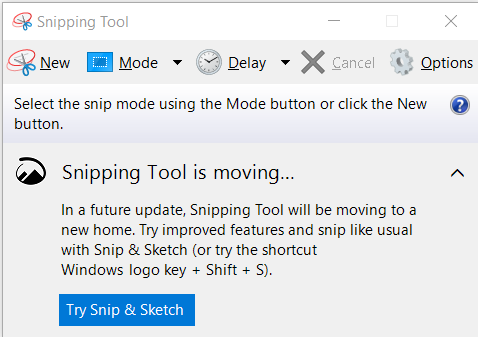 Snipping Tool
New Mode Delay Cancel Options
Select the snip mode using the Mode button or click the New
button.
?
Snipping Tool is moving...
In a future update, Snipping Tool will be moving to a
new home. Try improved features and snip like usual
with Snip & Sketch (or try the shortcut
Windows logo key + Shift + S).
Try Snip & Sketch